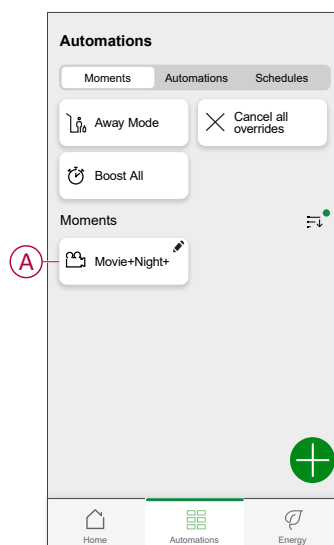 Automations
Moments Automations Schedules
Away Mode
Cancel all
overrides
Boost All
Moments
A
Movie+Night+
Home Automations Energy